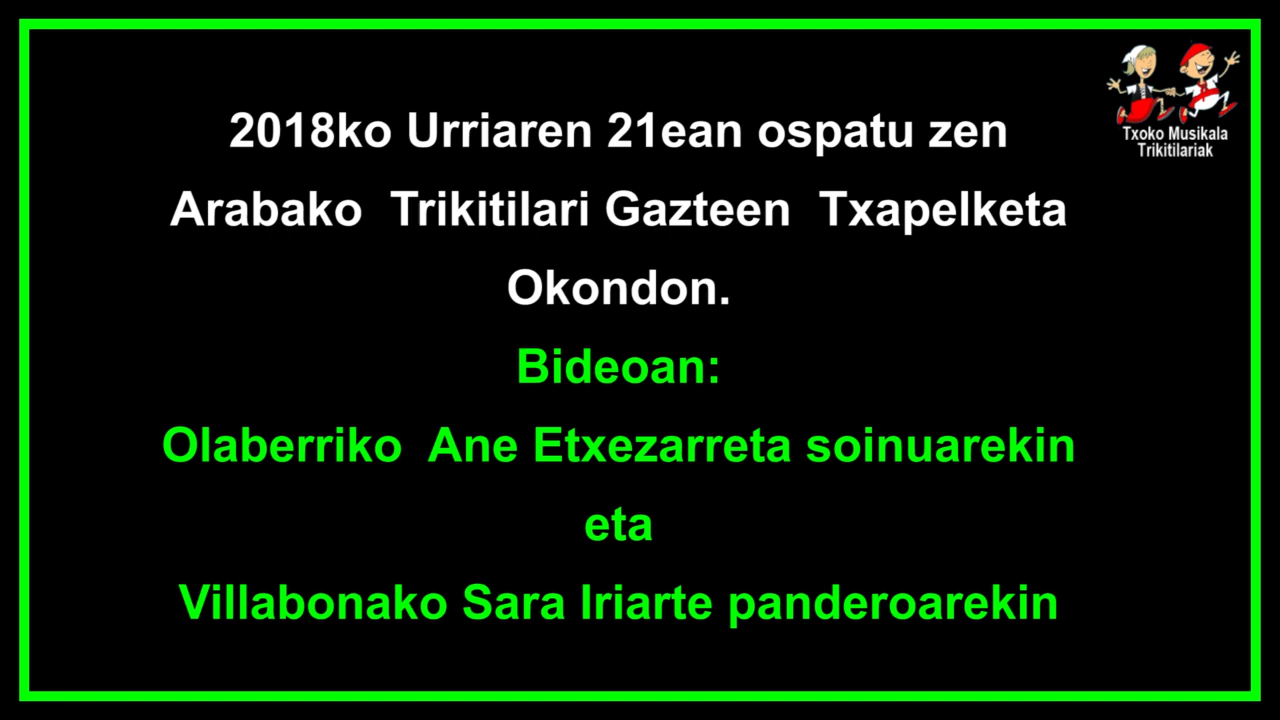 2018ko Urriaren 21ean ospatu zen
Arabako Trikitilari Gazteen Txapelketa
Okondon.
Bideoan:
Olaberriko Ane Etxezarreta soinuarekin
eta
Villabonako Sara Iriarte panderoarekin
Txoko Musikala
Trikitilariak